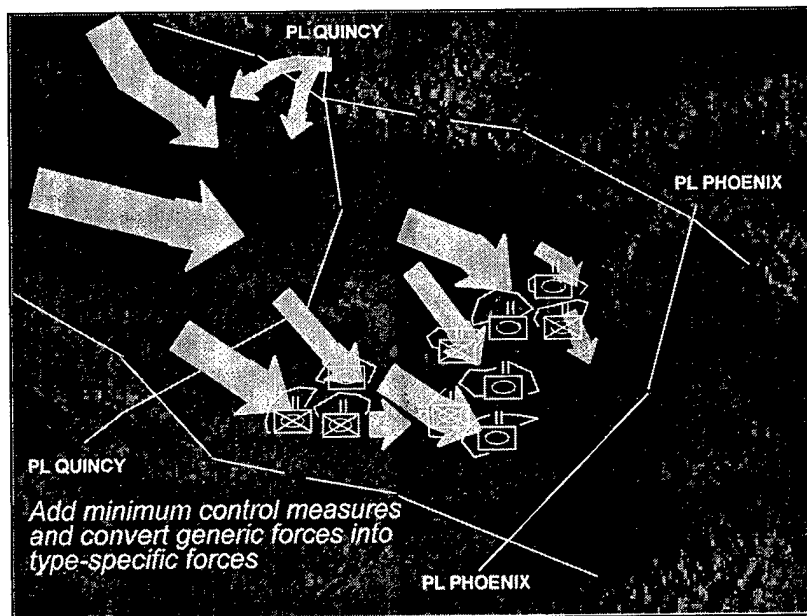 PL QUINCY
PL PHOENIX
PL QUINCY
Add minimum control measures
and convert generic forces into
type-specific forces
PL PHOENIX